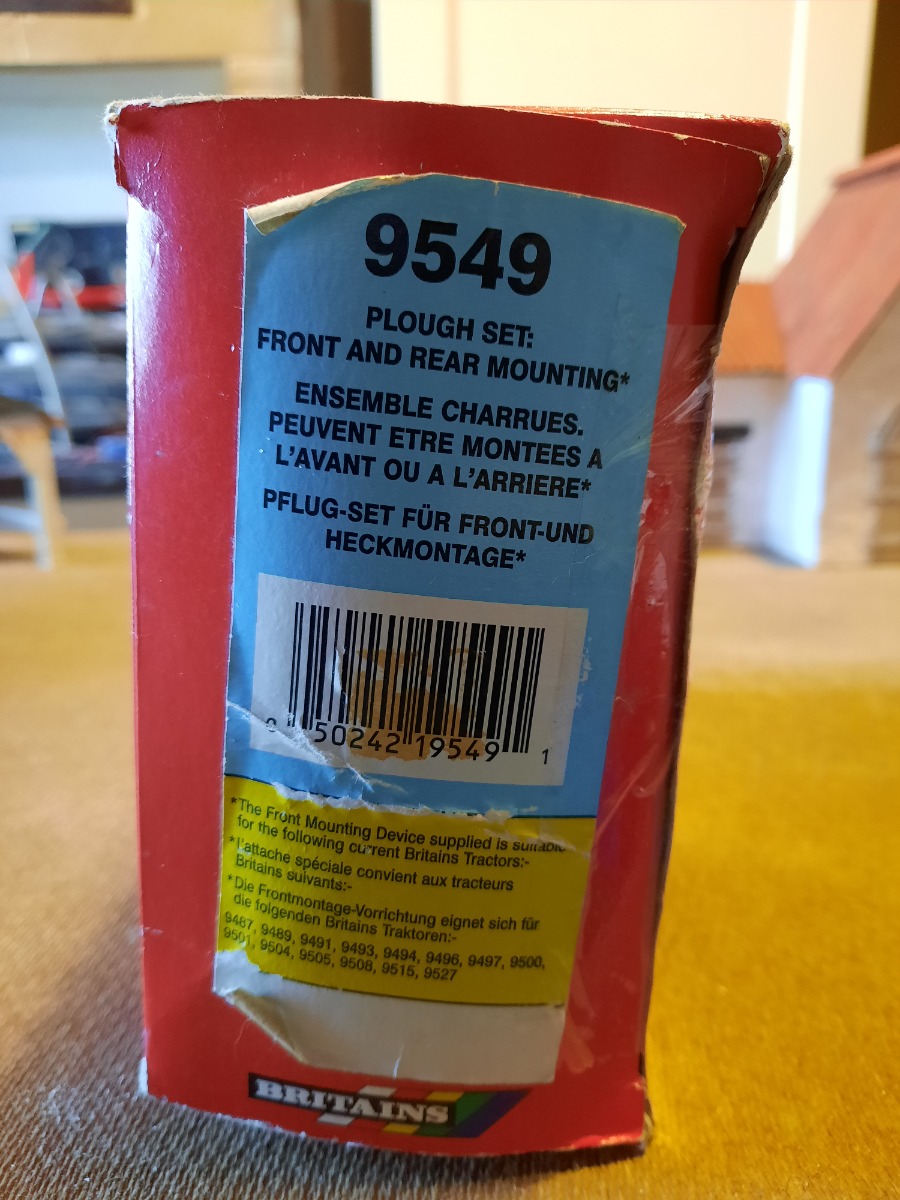 9549
PLOUGH SET:
FRONT AND REAR MOUNTING*
ENSEMBLE CHARRUES.
PEUVENT ETRE MONTEES A
L'AVANT OU A L'ARRIERE*
PFLUG-SET FÜR FRONT-UND
HECKMONTAGE*
0 50242 19549 1
*The Front Mounting Device supplied is suitable
for the following current Britains Tractors:-
*L'attache spéciale convient aux tracteurs
Britains suivants:-
*Die Frontmontage-Vorrichtung eignet sich für
die folgenden Britains Traktoren:-
9487, 9489, 9491, 9493, 9494, 9496, 9497, 9500,
9501, 9504, 9505, 9508, 9515, 9527
BRITAINS